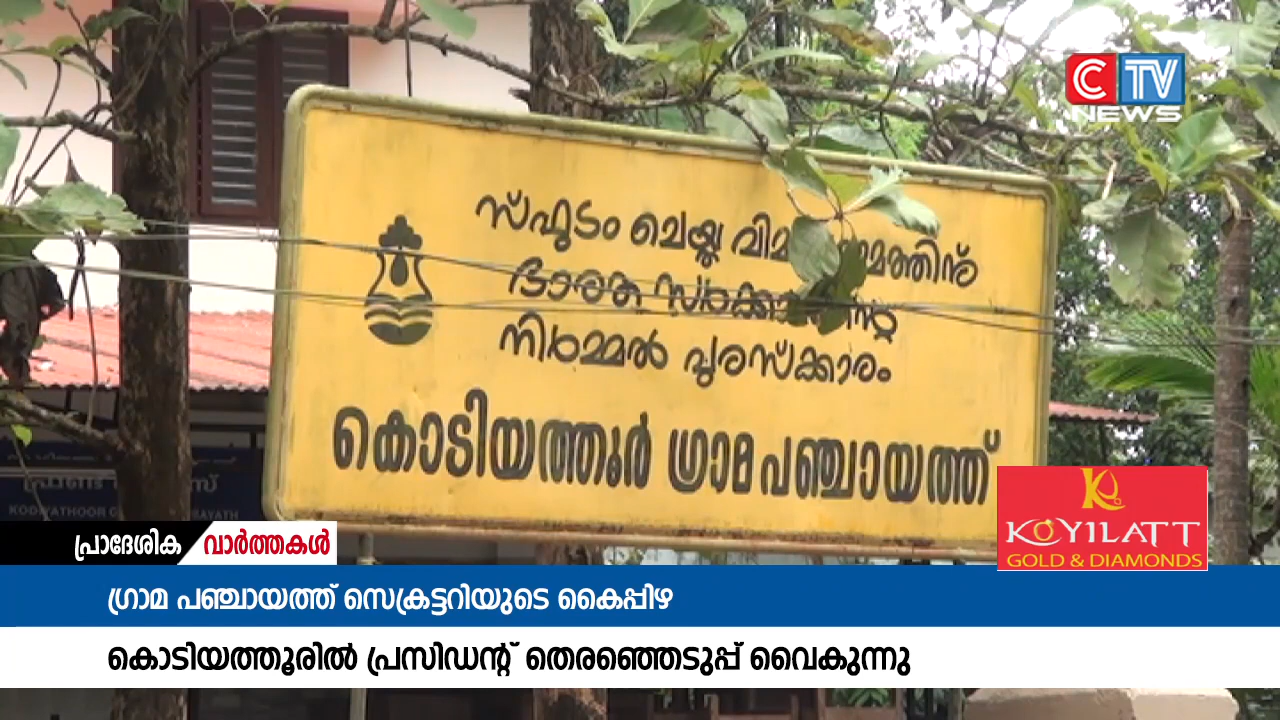 CTV
NEWS
സ്ഫുടം ചെയ്ത
ഭാരത
നിർമ്മൽ പുരസ്ക്കാരം
കൊടിയത്തൂർ ഗ്രാമപഞ്ചായത്ത്
KOYILATT
GOLD & DIAMONDS
പ്രാദേശിക വാർത്തകൾ
ഗ്രാമ പഞ്ചായത്ത് സെക്രട്ടറിയുടെ കൈപ്പിഴ
കൊടിയത്തൂരിൽ പ്രസിഡന്റ് തെരഞ്ഞെടുപ്പ് വൈകുന്നു